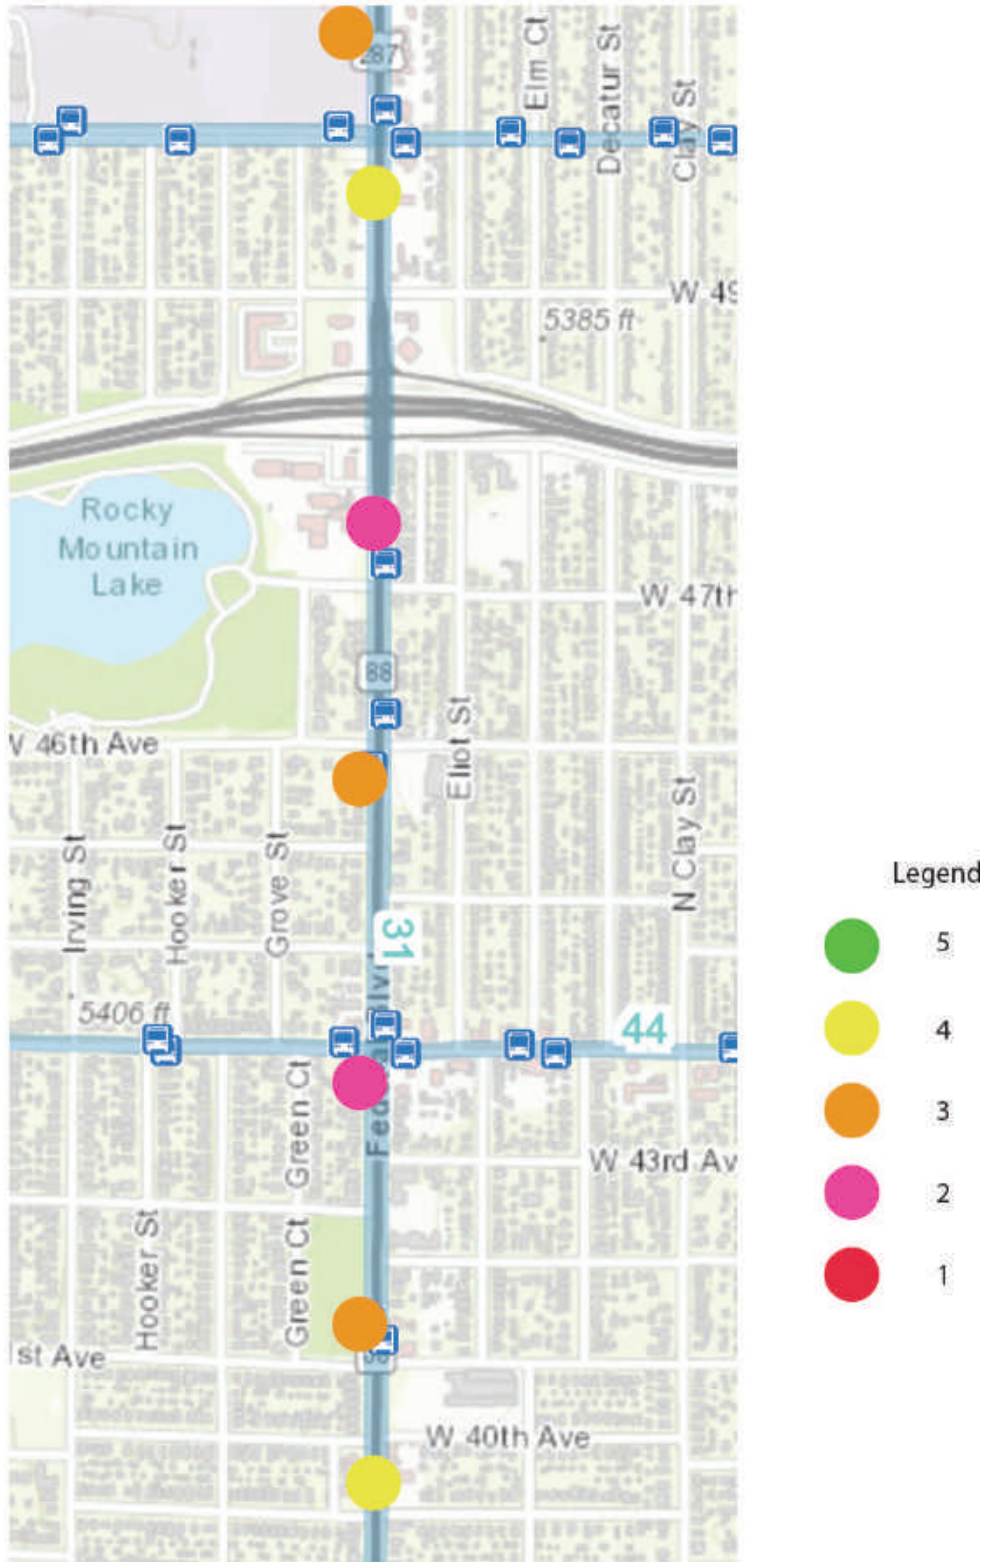 287
Elm Ct
Decatur St
Clay St
W 49
5385 ft
Rocky
Mountain
Lake
W 47th
88
W 46th Ave
Eliot St
Irving St
Hooker St
Grove St
N Clay St
31
5406 ft
44
Green Ct
W 43rd Av
Hooker St
Green Ct
st Ave
W 40th Ave
Legend
5
4
3
2
1